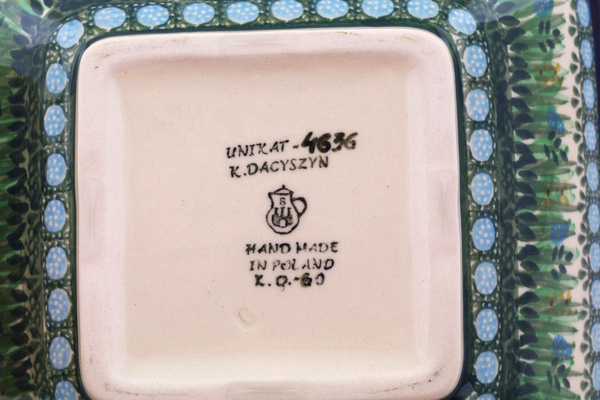 UNIKAT - 4636
K. DACYSZYN
B
HAND MADE
IN POLAND
K.O.-60